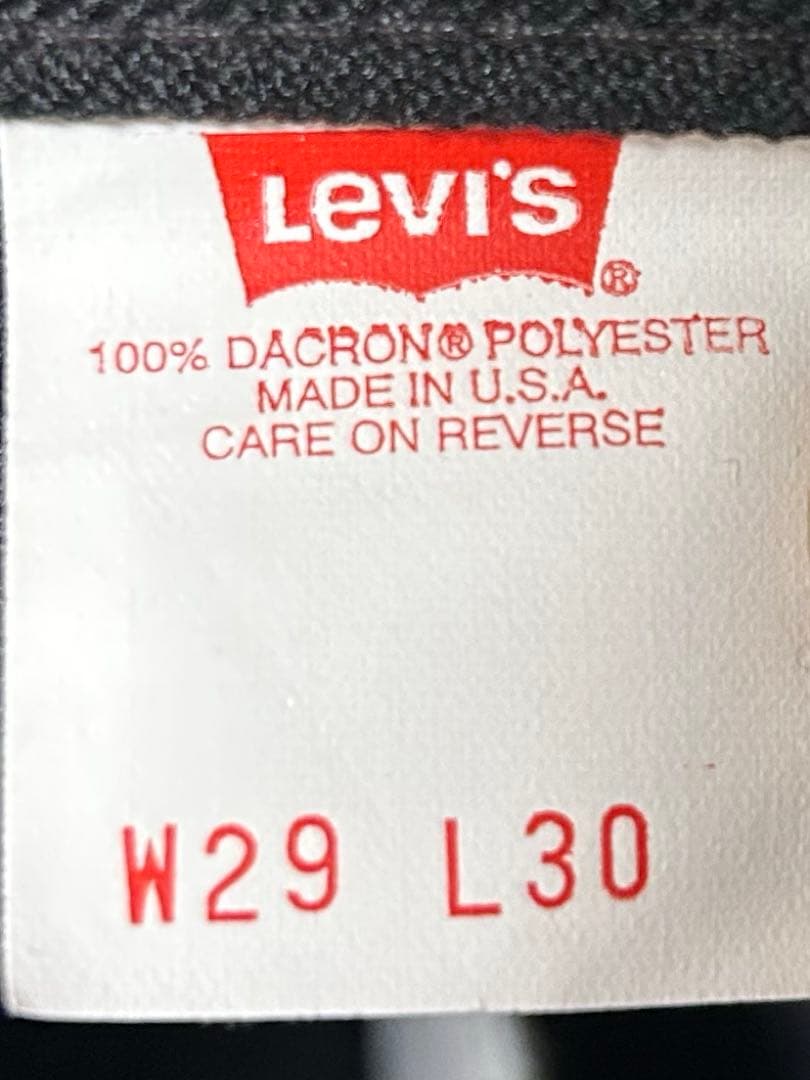 Levi's
®
100% DACRON® POLYESTER
MADE IN U.S.A.
CARE ON REVERSE
W29 L30